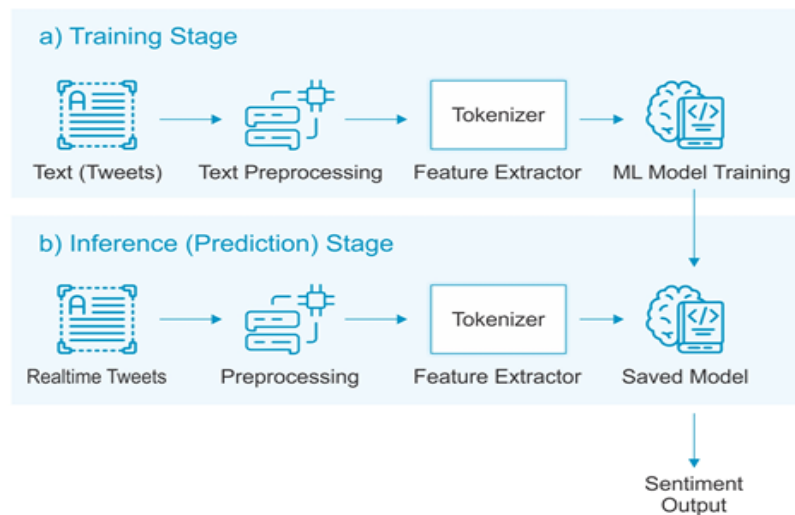 a) Training Stage
A
Tokenizer
</>
Text (Tweets) Text Preprocessing Feature Extractor ML Model Training
b) Inference (Prediction) Stage
A
Tokenizer
</>
Realtime Tweets Preprocessing Feature Extractor Saved Model
Sentiment
Output